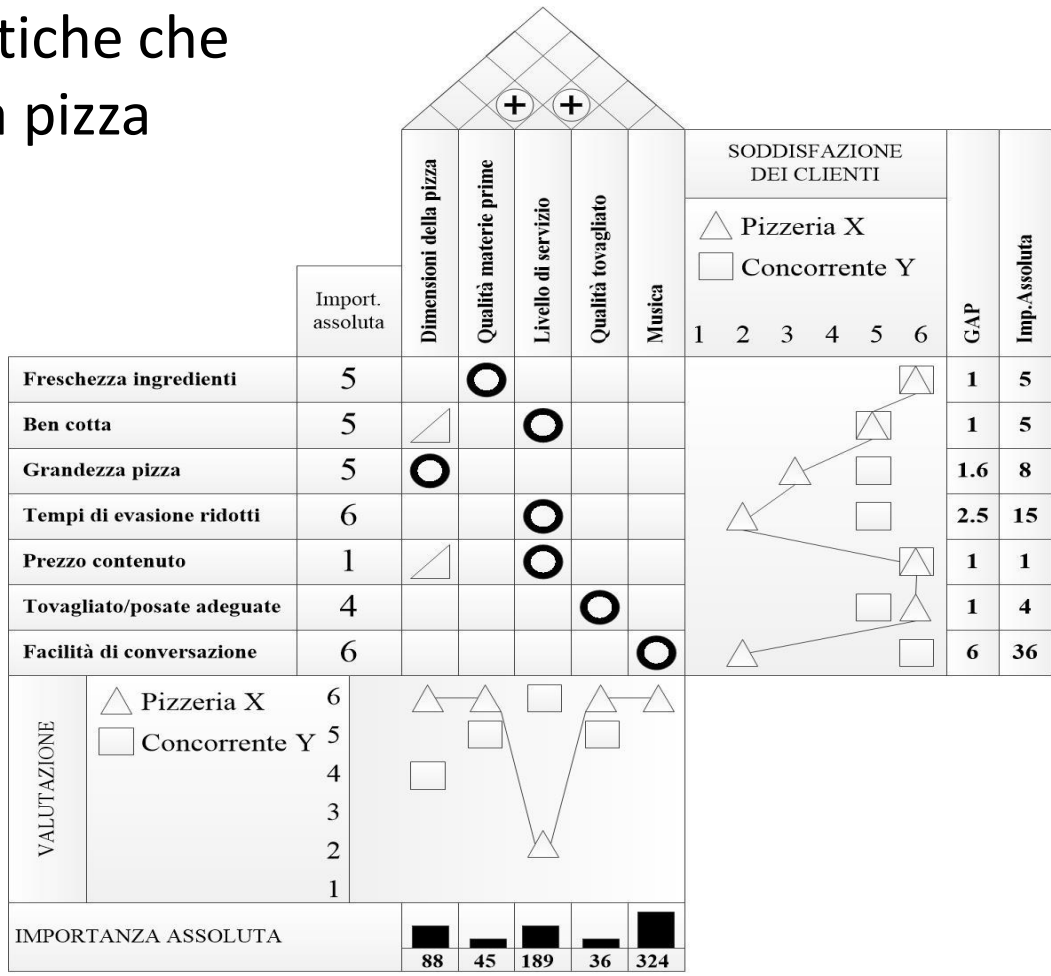 tiche che
pizza
+ +
Dimensioni della pizza
Qualità materie prime
Livello di servizio
Qualità tovagliato
Musica
SODDISFAZIONE
DEI CLIENTI
Pizzeria X
Concorrente Y
1 2 3 4 5 6
GAP
Imp.Assoluta
Import.
assoluta
Freschezza ingredienti 5 1 5
Ben cotta 5 1 5
Grandezza pizza 5 1.6 8
Tempi di evasione ridotti 6 2.5 15
Prezzo contenuto 1 1 1
Tovagliato/posate adeguate 4 1 4
Facilità di conversazione 6 6 36
VALUTAZIONE
Pizzeria X
Concorrente Y
6
5
4
3
2
1
IMPORTANZA ASSOLUTA
88 45 189 36 324